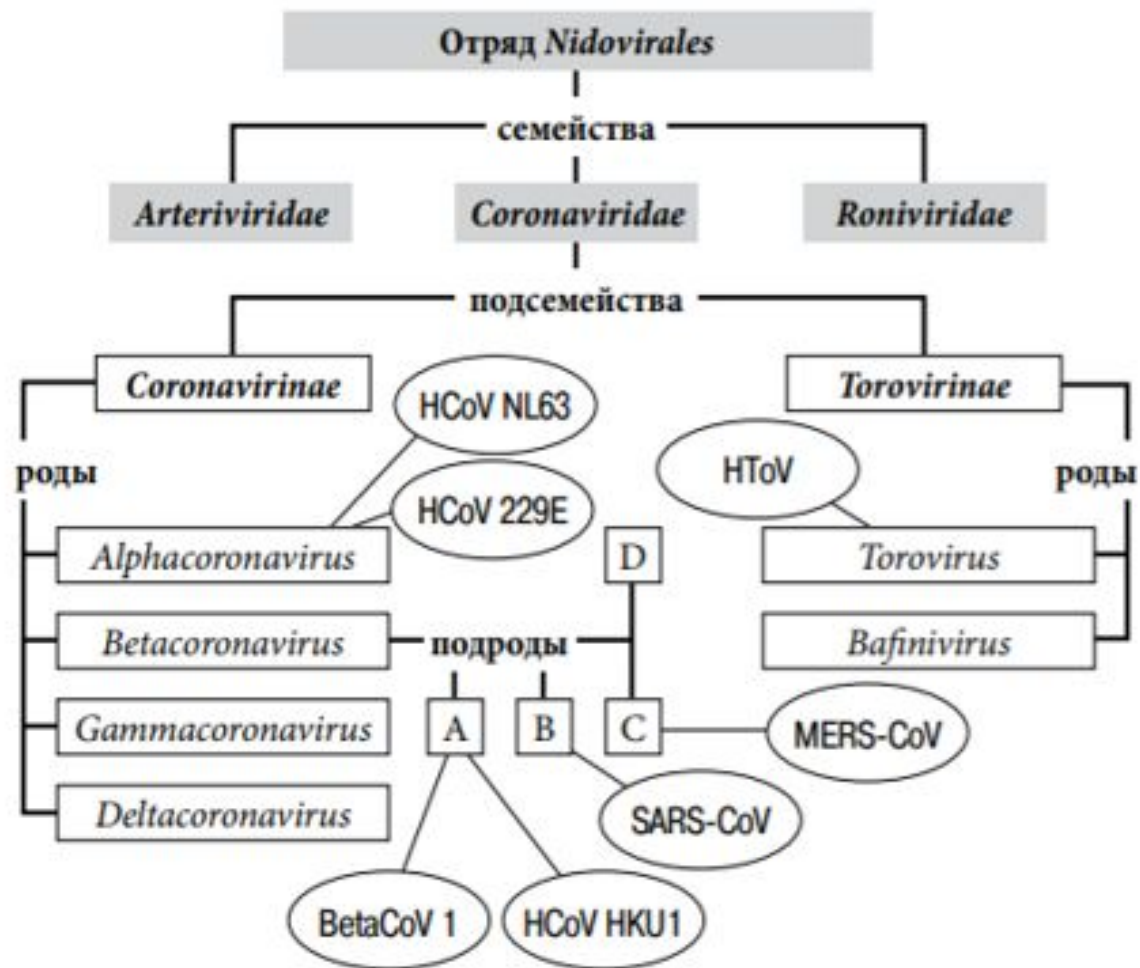 Отряд Nidovirales
семейства
Arteriviridae
Coronaviridae
Roniviridae
подсемейства
Coronavirinae
Torovirinae
HCoV NL63
HToV
роды
роды
HCoV 229E
Alphacoronavirus
D
Torovirus
Betacoronavirus
подроды
Bafinivirus
Gammacoronavirus
A
B
C
MERS-CoV
Deltacoronavirus
SARS-CoV
BetaCoV 1
HCoV HKU1